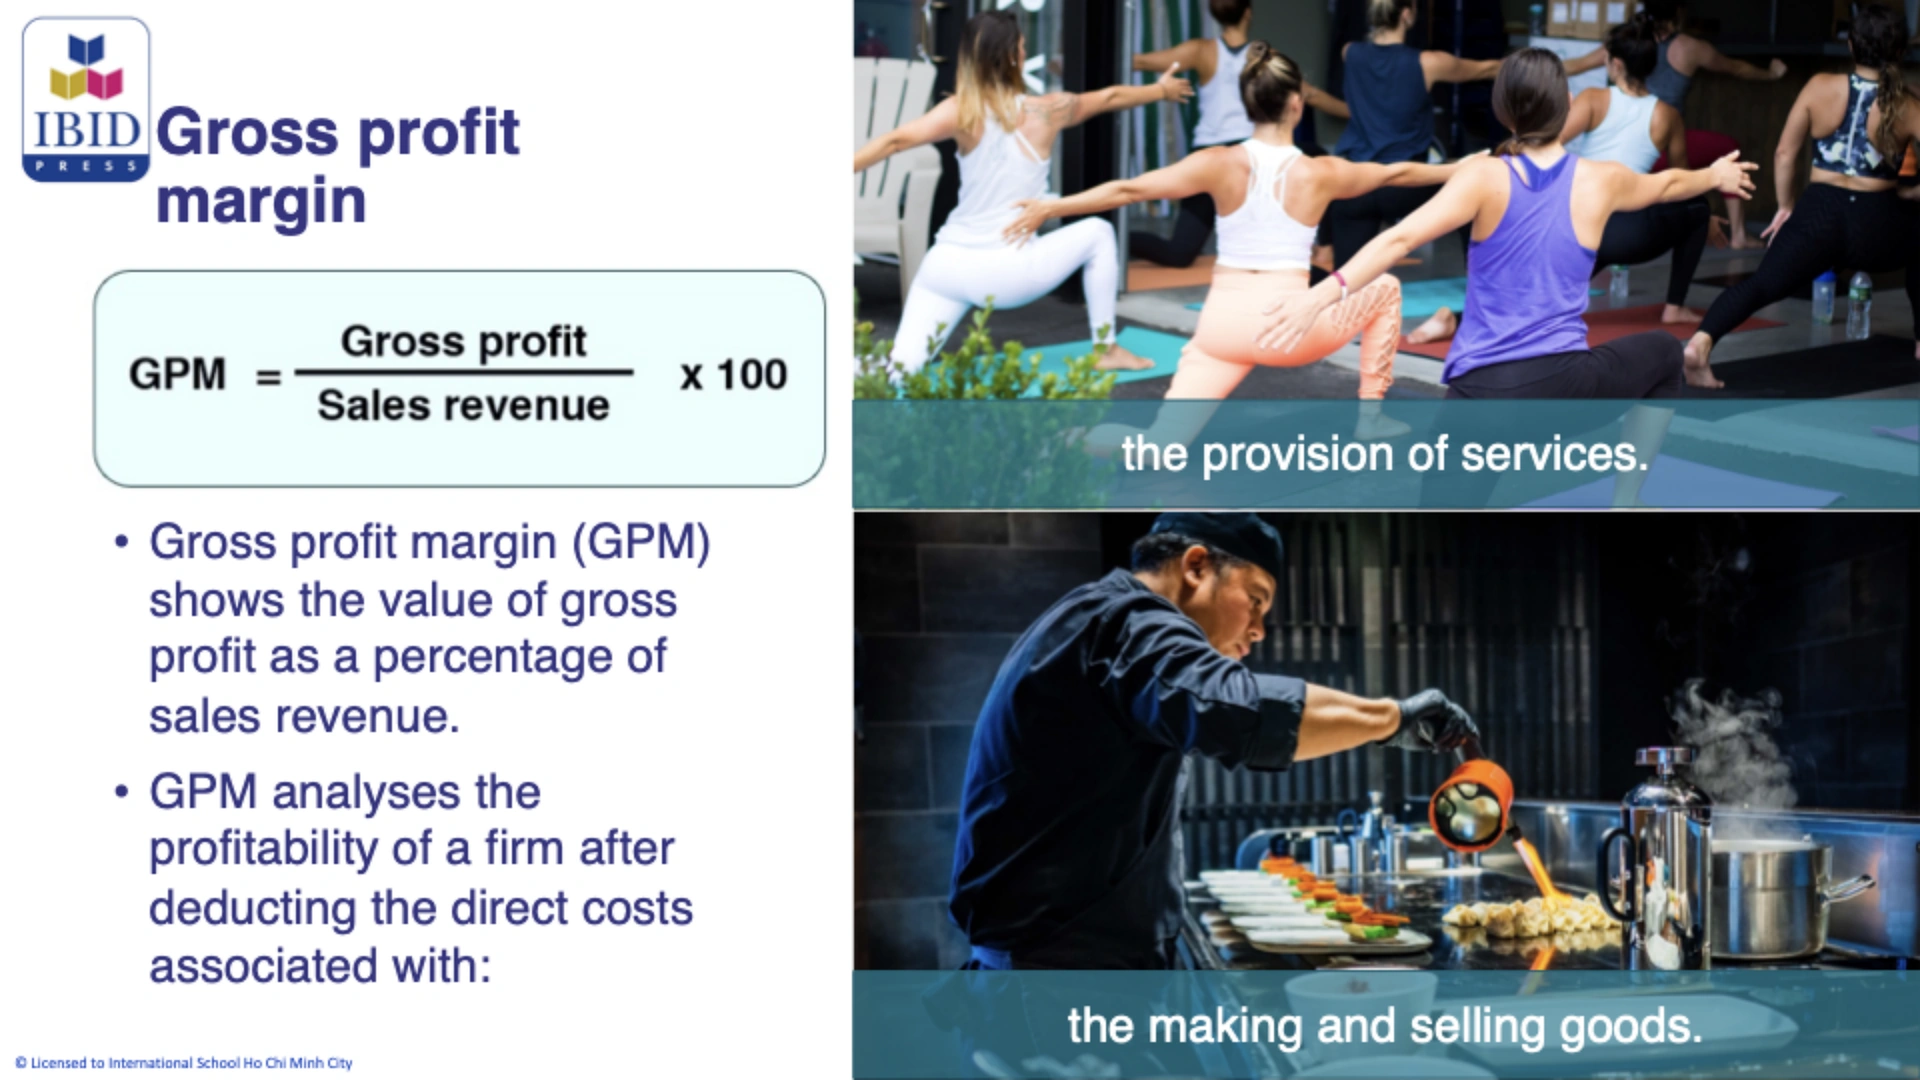 IBID
PRESS
Gross profit
margin
GPM = Gross profit x 100
Sales revenue
• Gross profit margin (GPM)
shows the value of gross
profit as a percentage of
sales revenue.
• GPM analyses the
profitability of a firm after
deducting the direct costs
associated with:
the provision of services.
the making and selling goods.
© Licensed to International School Ho Chi Minh City